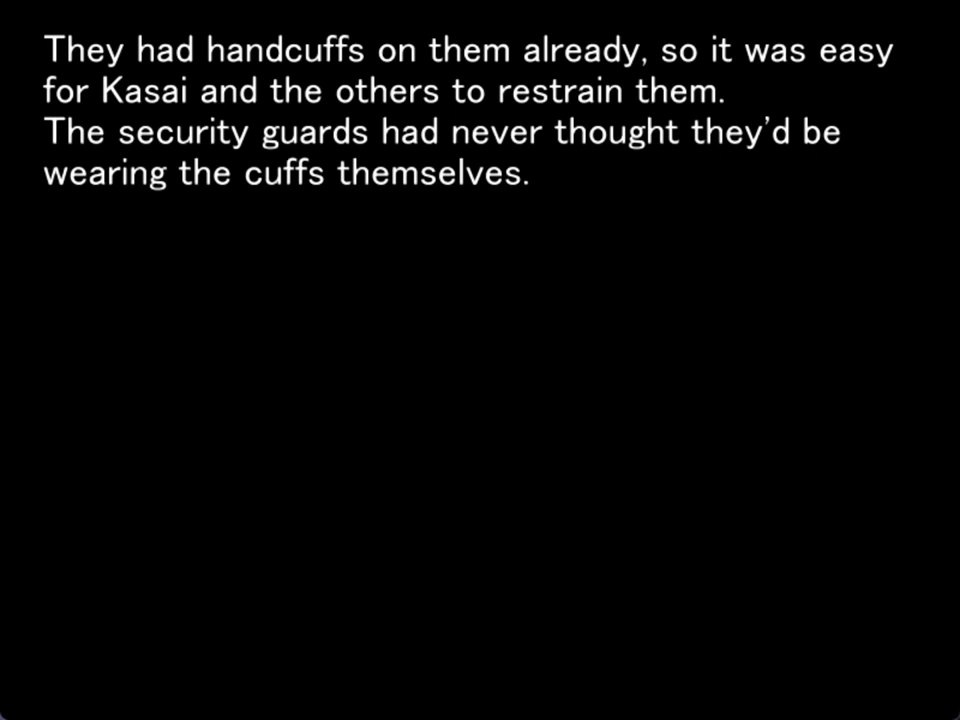 They had handcuffs on them already, so it was easy
for Kasai and the others to restrain them.
The security guards had never thought they’d be
wearing the cuffs themselves.